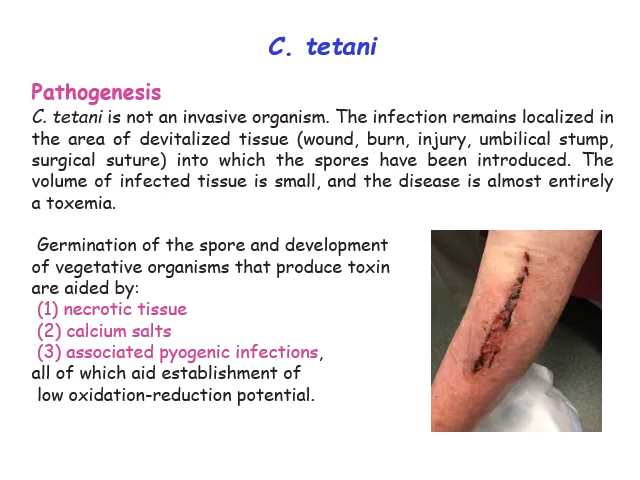 C. tetani
Pathogenesis
C. tetani is not an invasive organism. The infection remains localized in
the area of devitalized tissue (wound, burn, injury, umbilical stump,
surgical suture) into which the spores have been introduced. The
volume of infected tissue is small, and the disease is almost entirely
a toxemia.
Germination of the spore and development
of vegetative organisms that produce toxin
are aided by:
(1) necrotic tissue
(2) calcium salts
(3) associated pyogenic infections,
all of which aid establishment of
low oxidation-reduction potential.